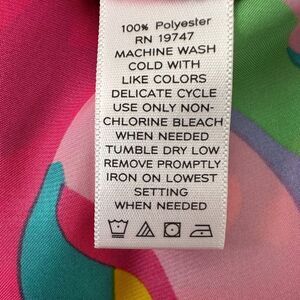 100% Polyester
RN 19747
MACHINE WASH
COLD WITH
LIKE COLORS
DELICATE CYCLE
USE ONLY NON-
CHLORINE BLEACH
WHEN NEEDED
TUMBLE DRY LOW
REMOVE PROMPTLY
IRON ON LOWEST
SETTING
WHEN NEEDED